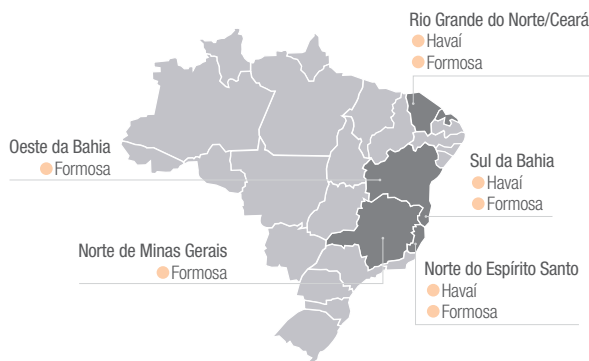 Rio Grande do Norte/Ceará
Havaí
Formosa
Oeste da Bahia
Formosa
Sul da Bahia
Havaí
Formosa
Norte de Minas Gerais
Formosa
Norte do Espírito Santo
Havaí
Formosa